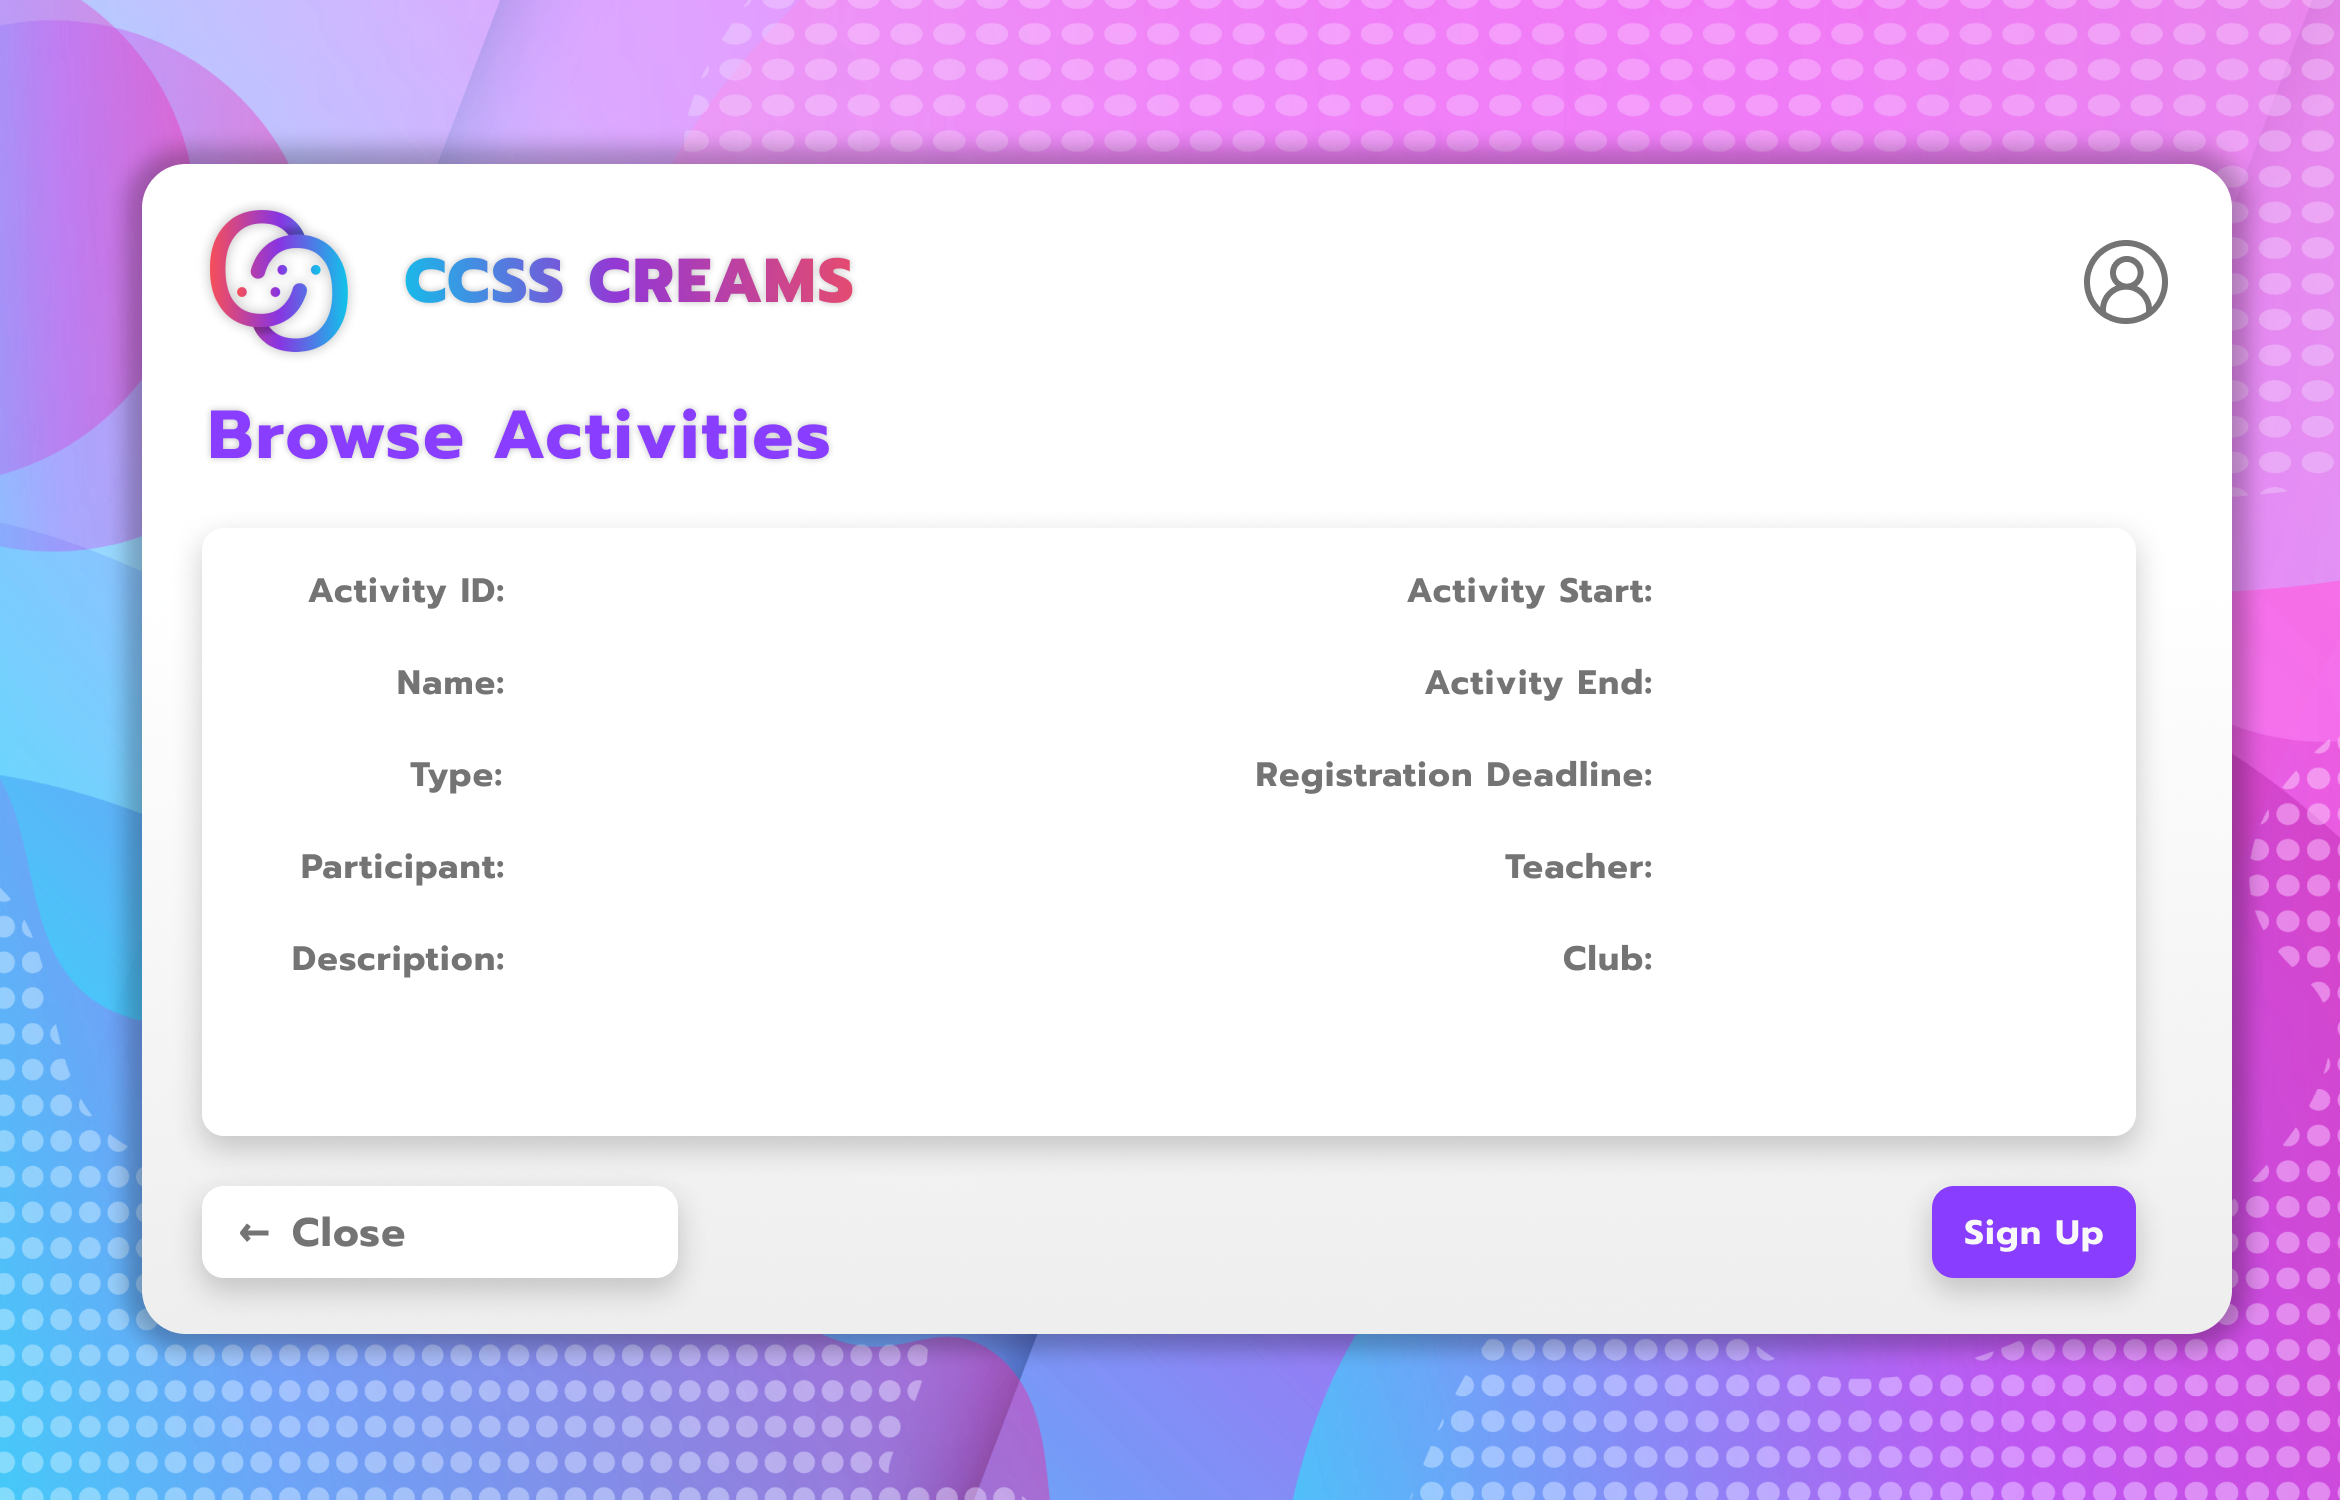 CCSS CREAMS
Browse Activities
Activity ID:
Name:
Type:
Participant:
Description:
Activity Start:
Activity End:
Registration Deadline:
Teacher:
Club:
← Close
Sign Up